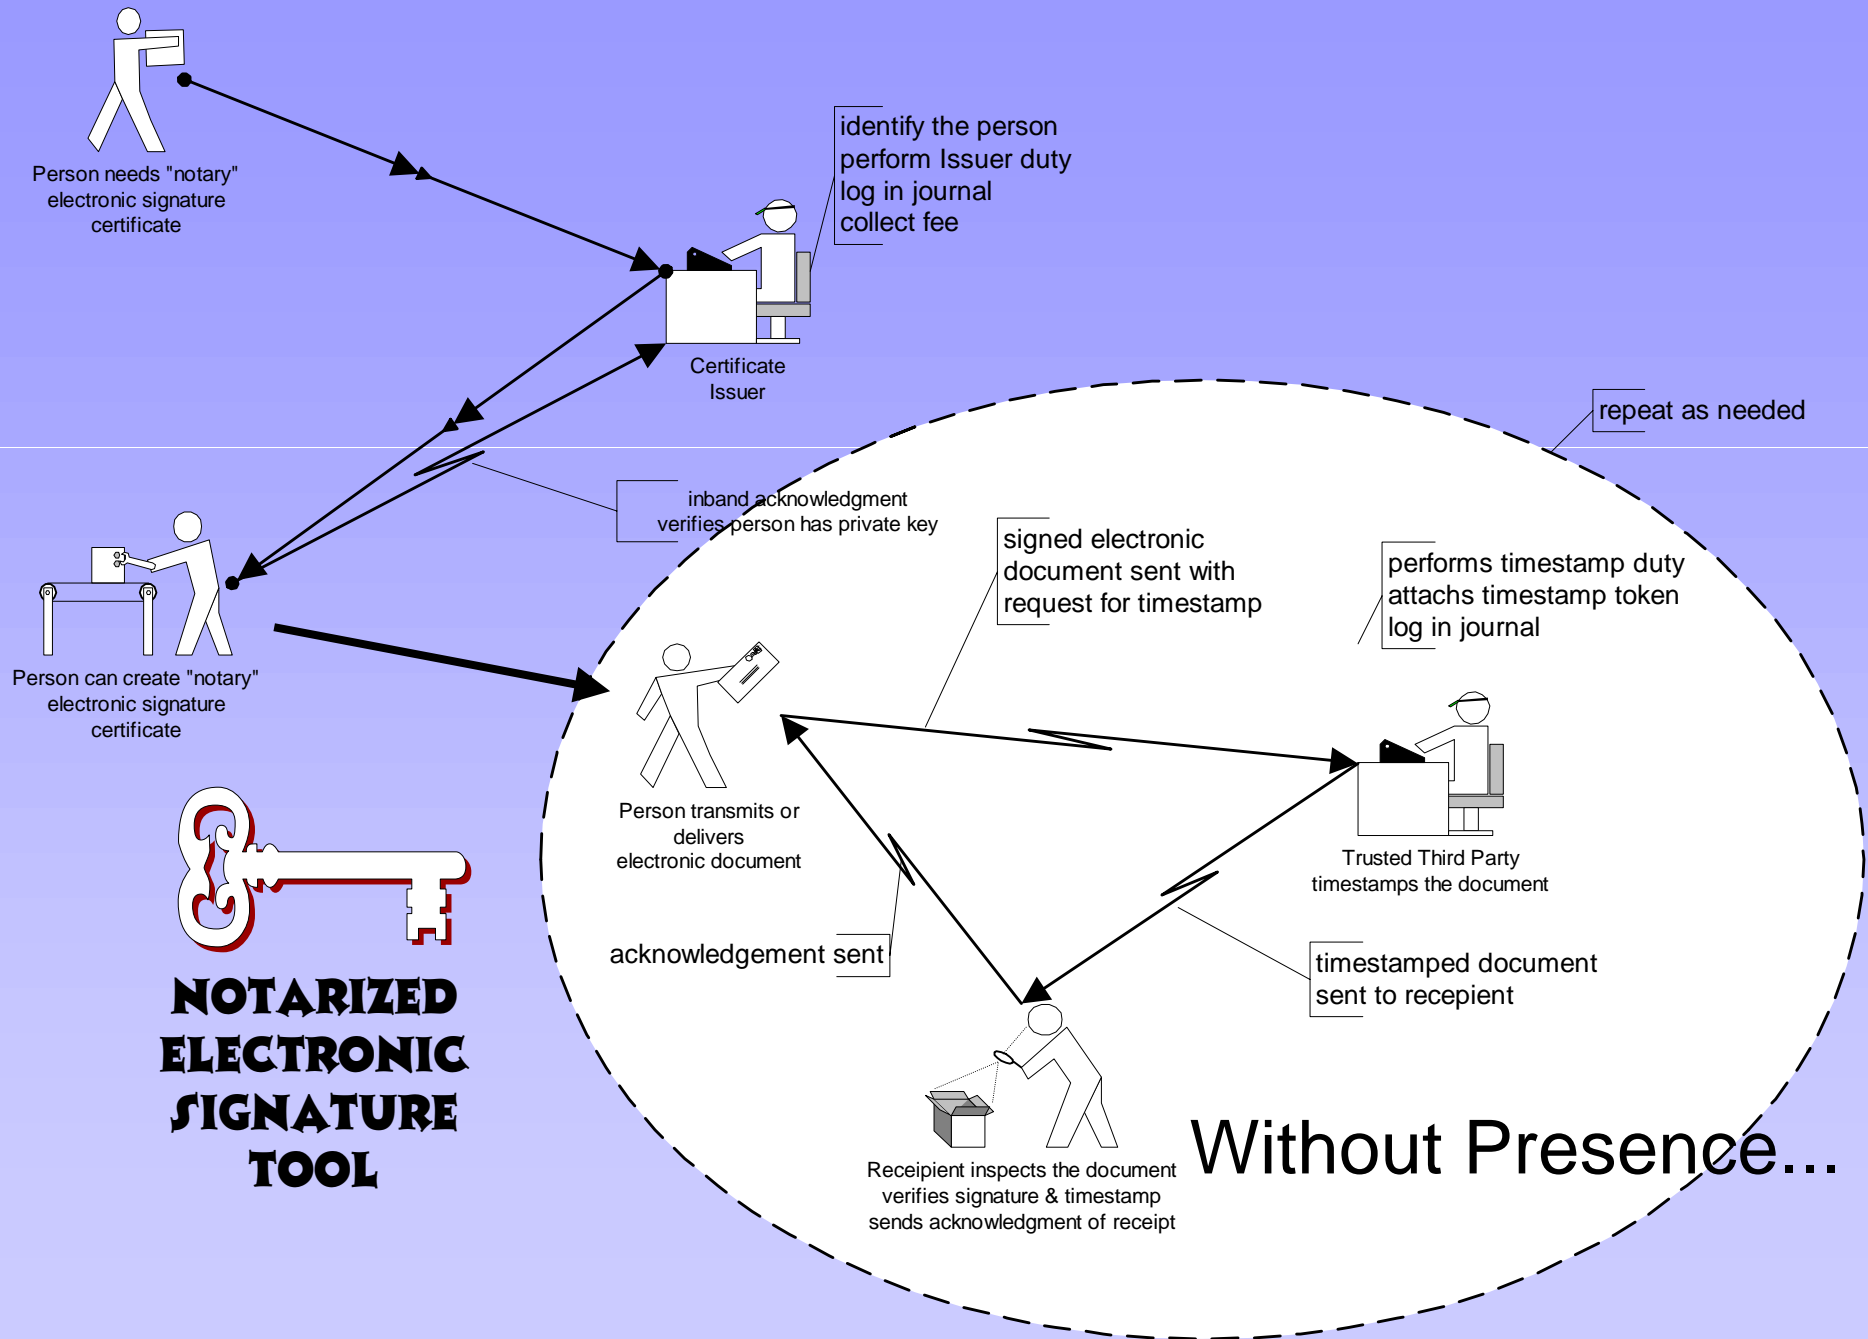 Person needs "notary"
electronic signature
certificate
identify the person
perform Issuer duty
log in journal
collect fee
Certificate
Issuer
repeat as needed
inband acknowledgment
verifies person has private key
signed electronic
document sent with
request for timestamp
performs timestamp duty
attachs timestamp token
log in journal
Person can create "notary"
electronic signature
certificate
Person transmits or
delivers
electronic document
Trusted Third Party
timestamps the document
acknowledgement sent
timestamped document
sent to recepient
NOTARIZED
ELECTRONIC
SIGNATURE
TOOL
Without Presence...
Receipient inspects the document
verifies signature & timestamp
sends acknowledgment of receipt